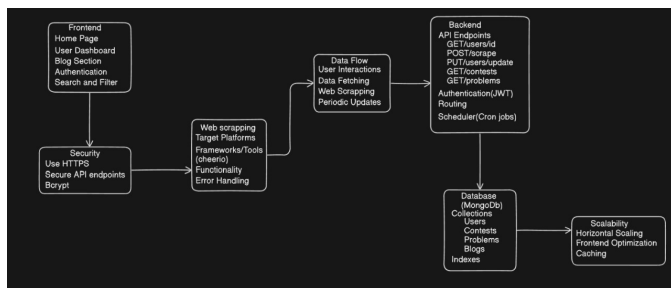 Frontend
Home Page
User Dashboard
Blog Section
Authentication
Search and Filter
Security
Use HTTPS
Secure API endpoints
Bcrypt
Web scrapping
Target Platforms
Frameworks/Tools
(cheerio)
Functionality
Error Handling
Data Flow
User Interactions
Data Fetching
Web Scrapping
Periodic Updates
Backend
API Endpoints
GET/users/id
POST/scrape
PUT/users/update
GET/contests
GET/problems
Authentication(JWT)
Routing
Scheduler(Cron jobs)
Database
(MongoDb)
Collections
Users
Contests
Problems
Blogs
Indexes
Scalability
Horizontal Scaling
Frontend Optimization
Caching